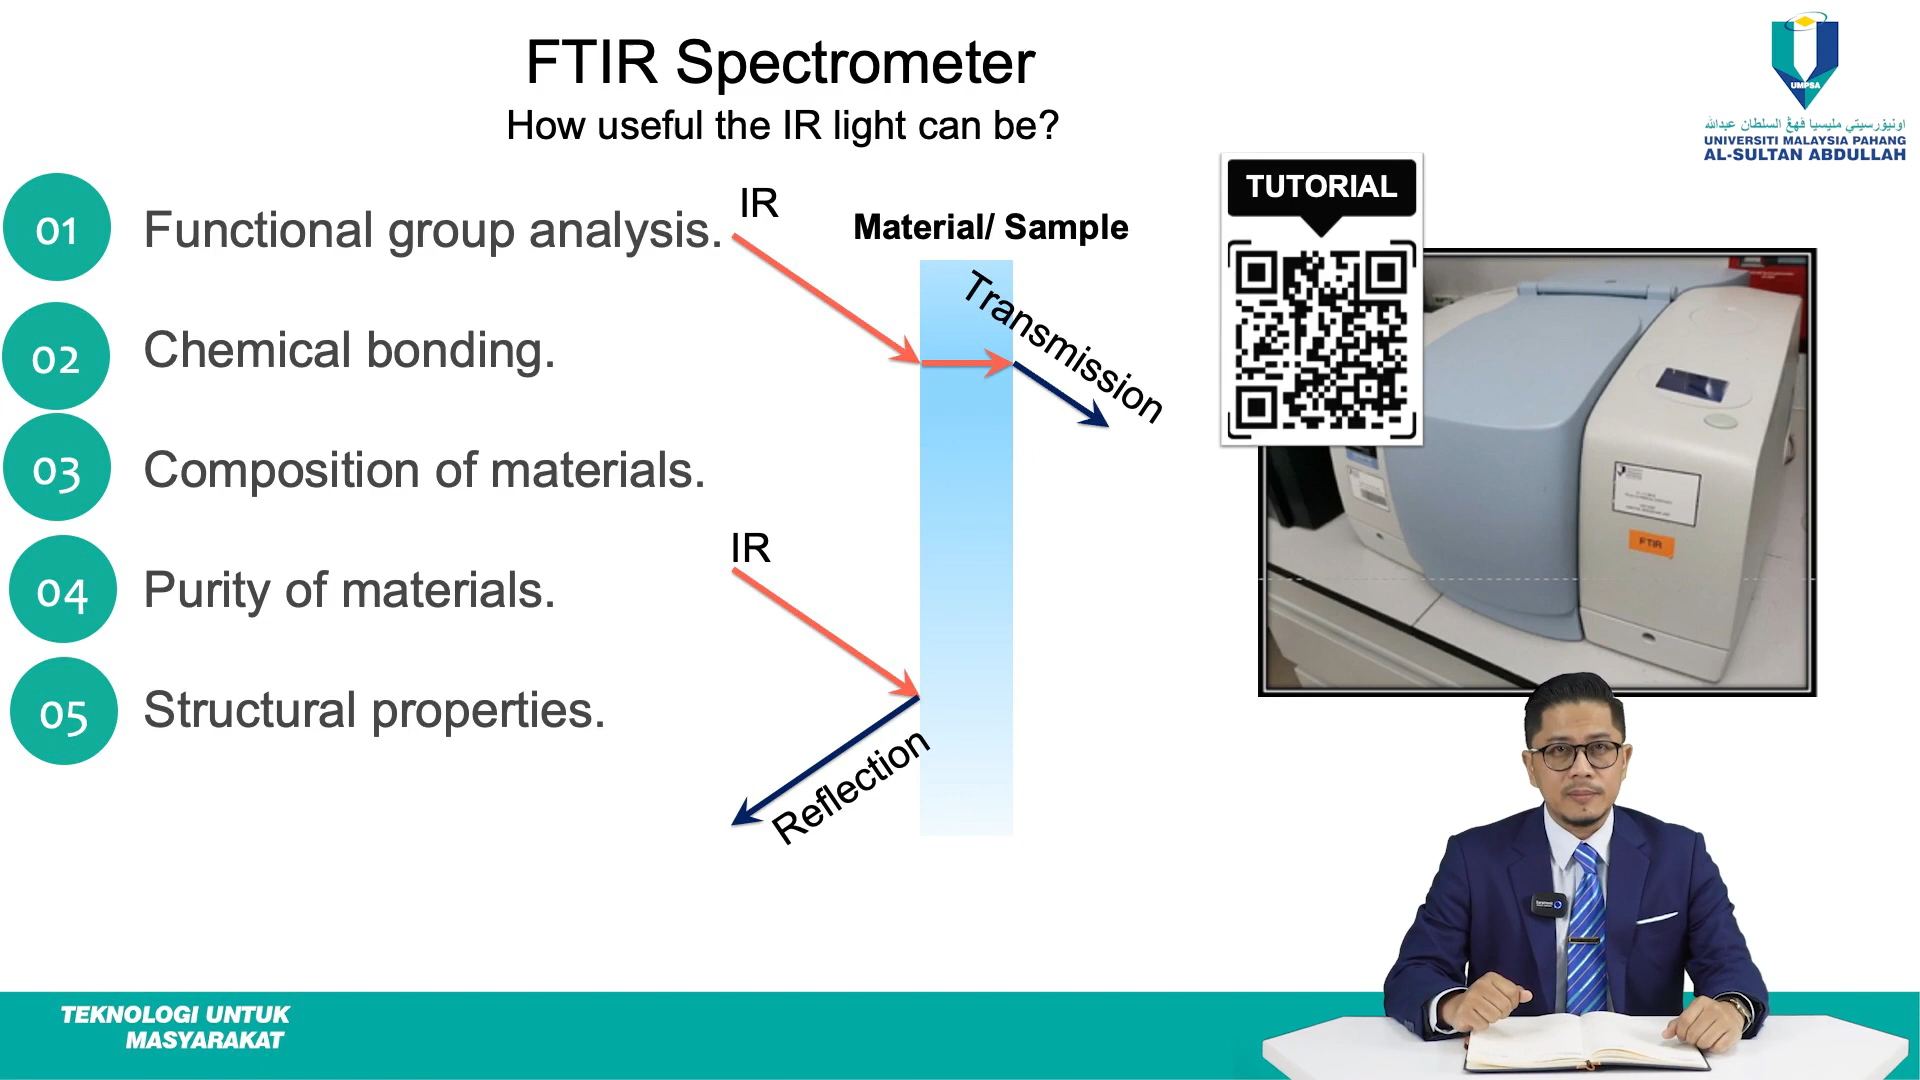 FTIR Spectrometer
How useful the IR light can be?
UMPSA
اونيۏرسيتي مليسيا ڤهڠ السلطان عبدالله
UNIVERSITI MALAYSIA PAHANG
AL-SULTAN ABDULLAH
01
Functional group analysis.
02
Chemical bonding.
03
Composition of materials.
04
Purity of materials.
05
Structural properties.
IR
Material/ Sample
Transmission
IR
Reflection
TUTORIAL
FTIR
TEKNOLOGI UNTUK
MASYARAKAT